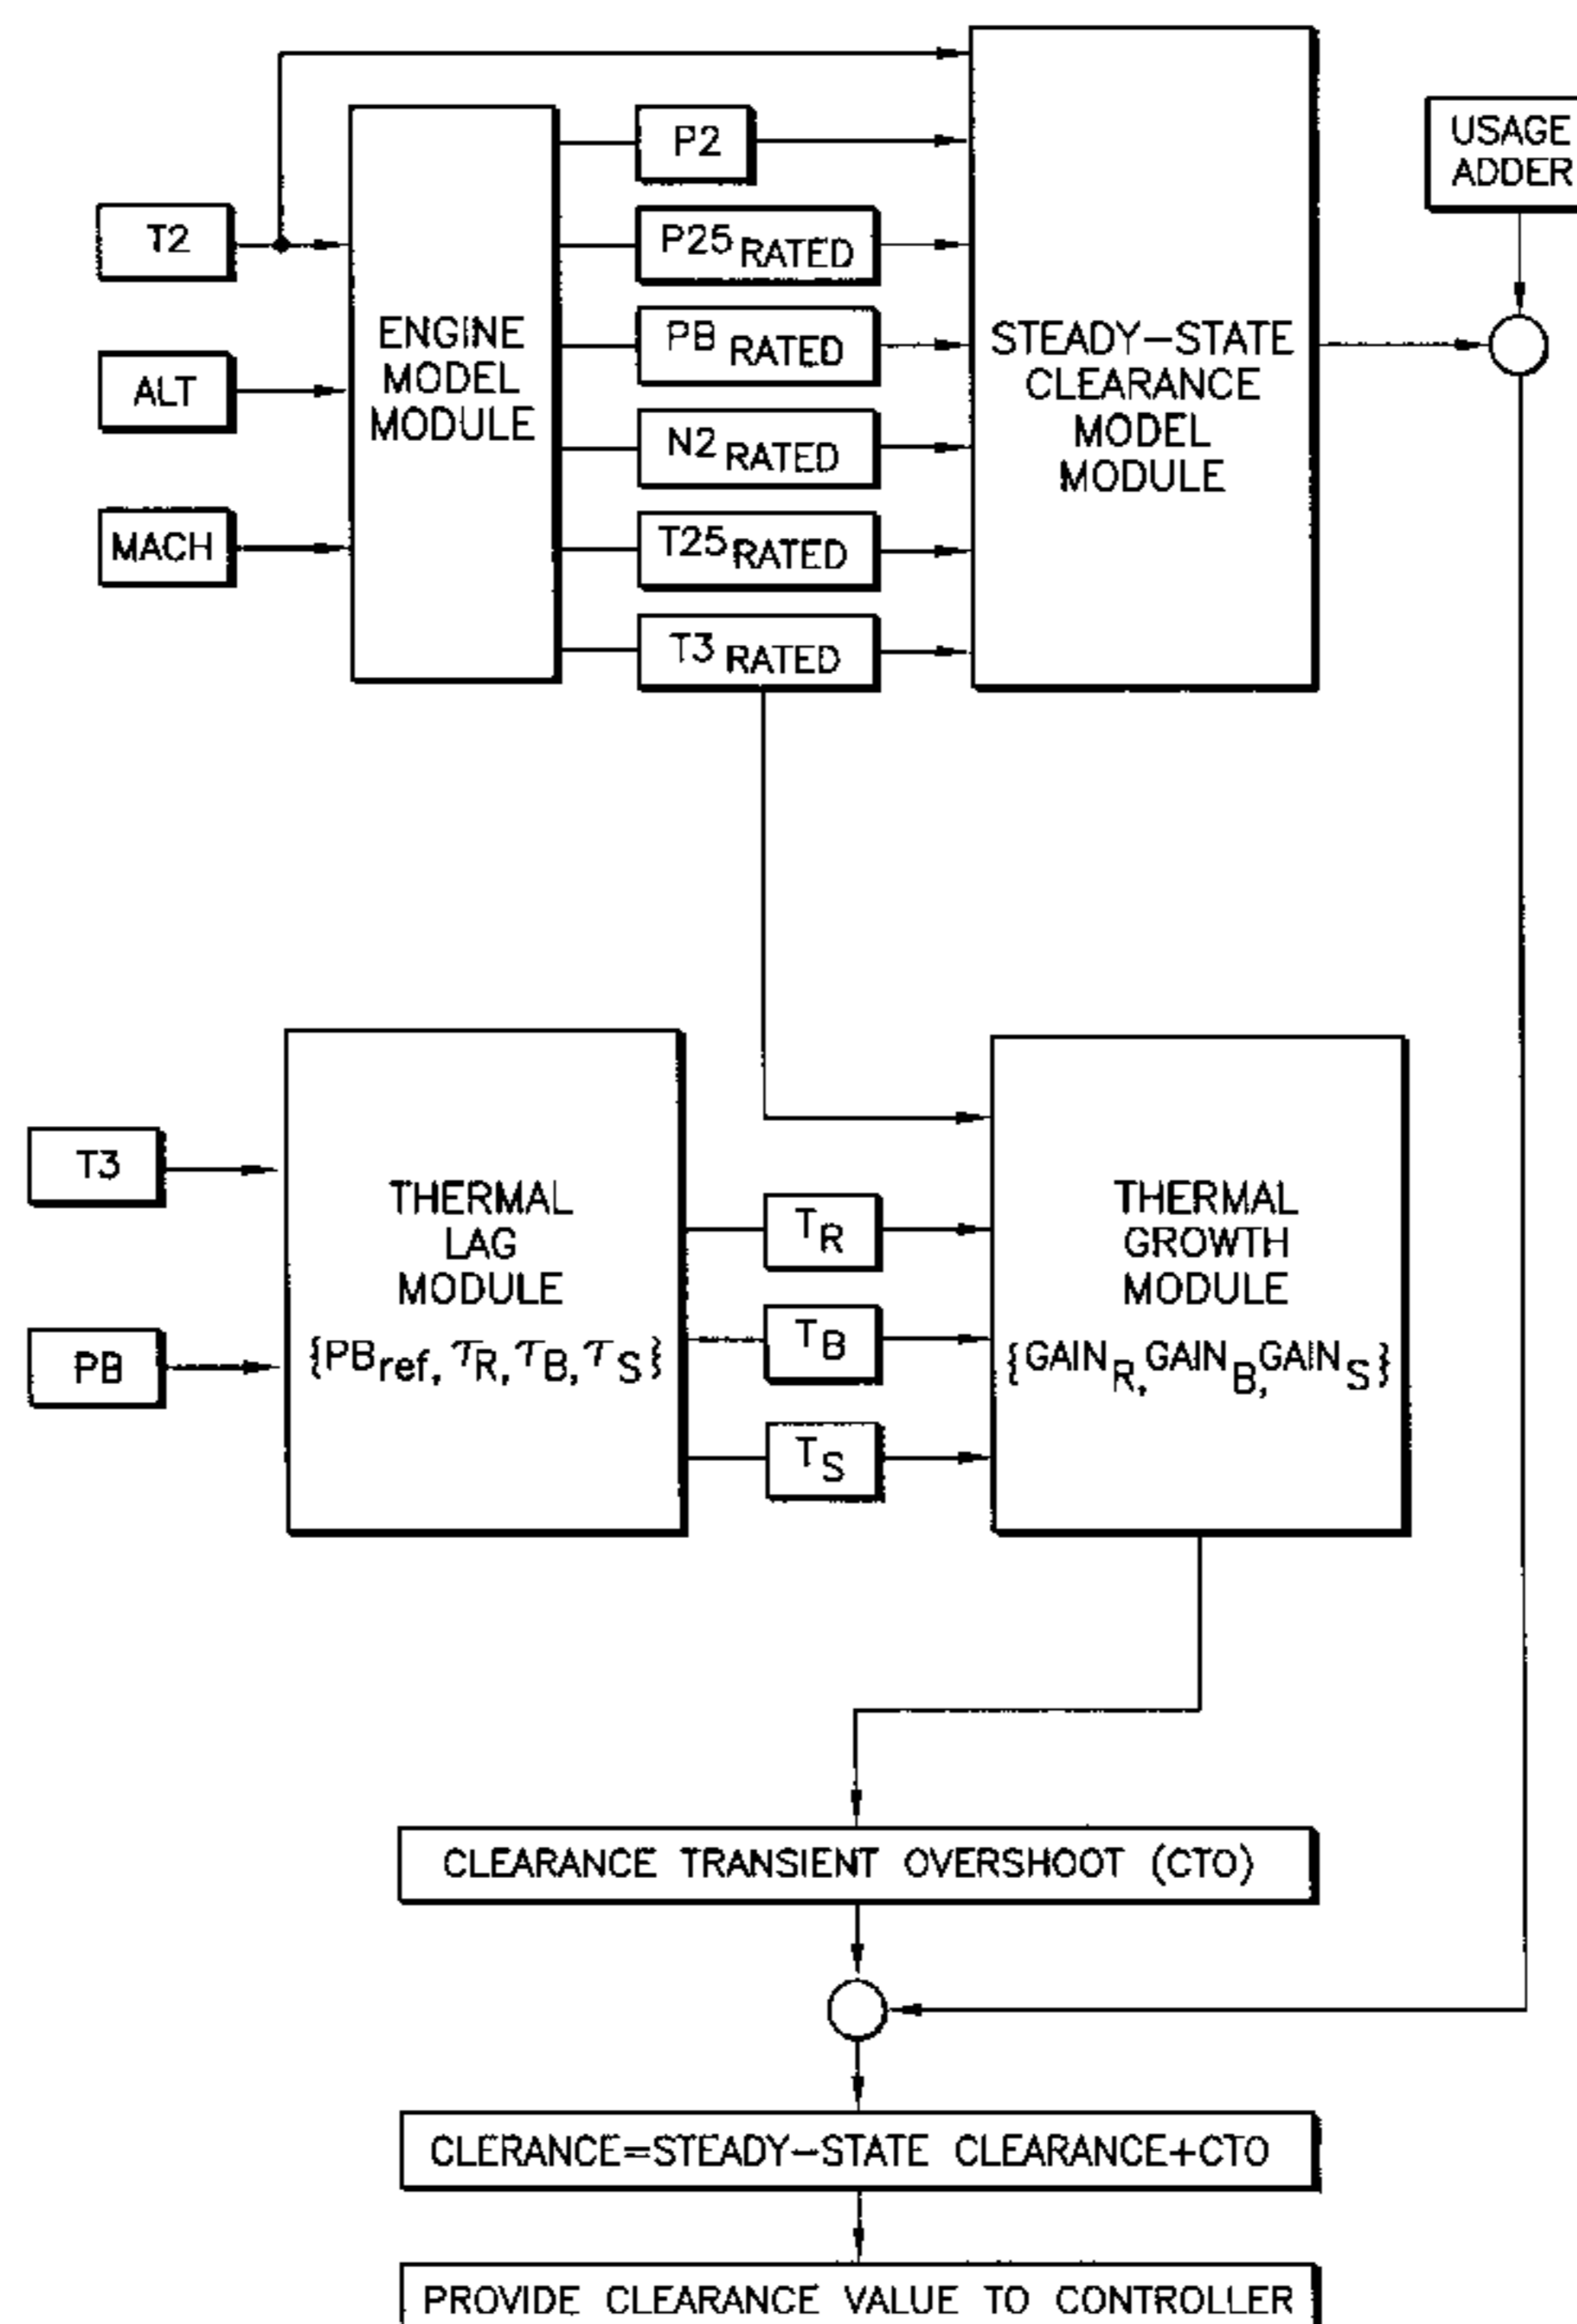 P2
USAGE
ADDER
T2
P25 RATED
ENGINE
MODEL
MODULE
PB RATED
STEADY-STATE
CLEARANCE
MODEL
MODULE
ALT
N2 RATED
MACH
T25 RATED
T3 RATED
T3
THERMAL
LAG
MODULE
{PBref, τR, τB, τS}
PB
TR
TB
TS
THERMAL
GROWTH
MODULE
{GAINR, GAINB, GAINS}
CLEARANCE TRANSIENT OVERSHOOT (CTO)
CLERANCE=STEADY-STATE CLEARANCE+CTO
PROVIDE CLEARANCE VALUE TO CONTROLLER